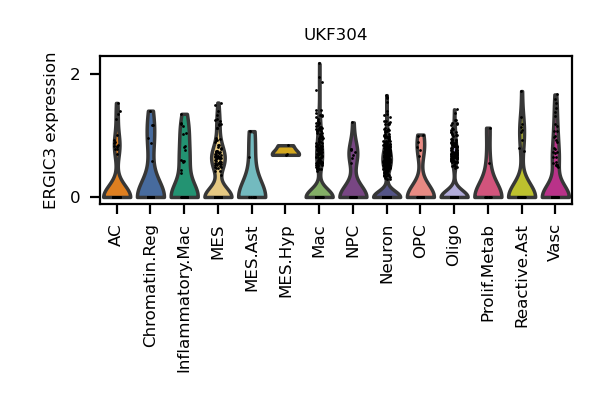 UKF304
ERGIC3 expression
2
0
AC
Chromatin.Reg
Inflammatory.Mac
MES
MES.Ast
MES.Hyp
Mac
NPC
Neuron
OPC
Oligo
Prolif.Metab
Reactive.Ast
Vasc